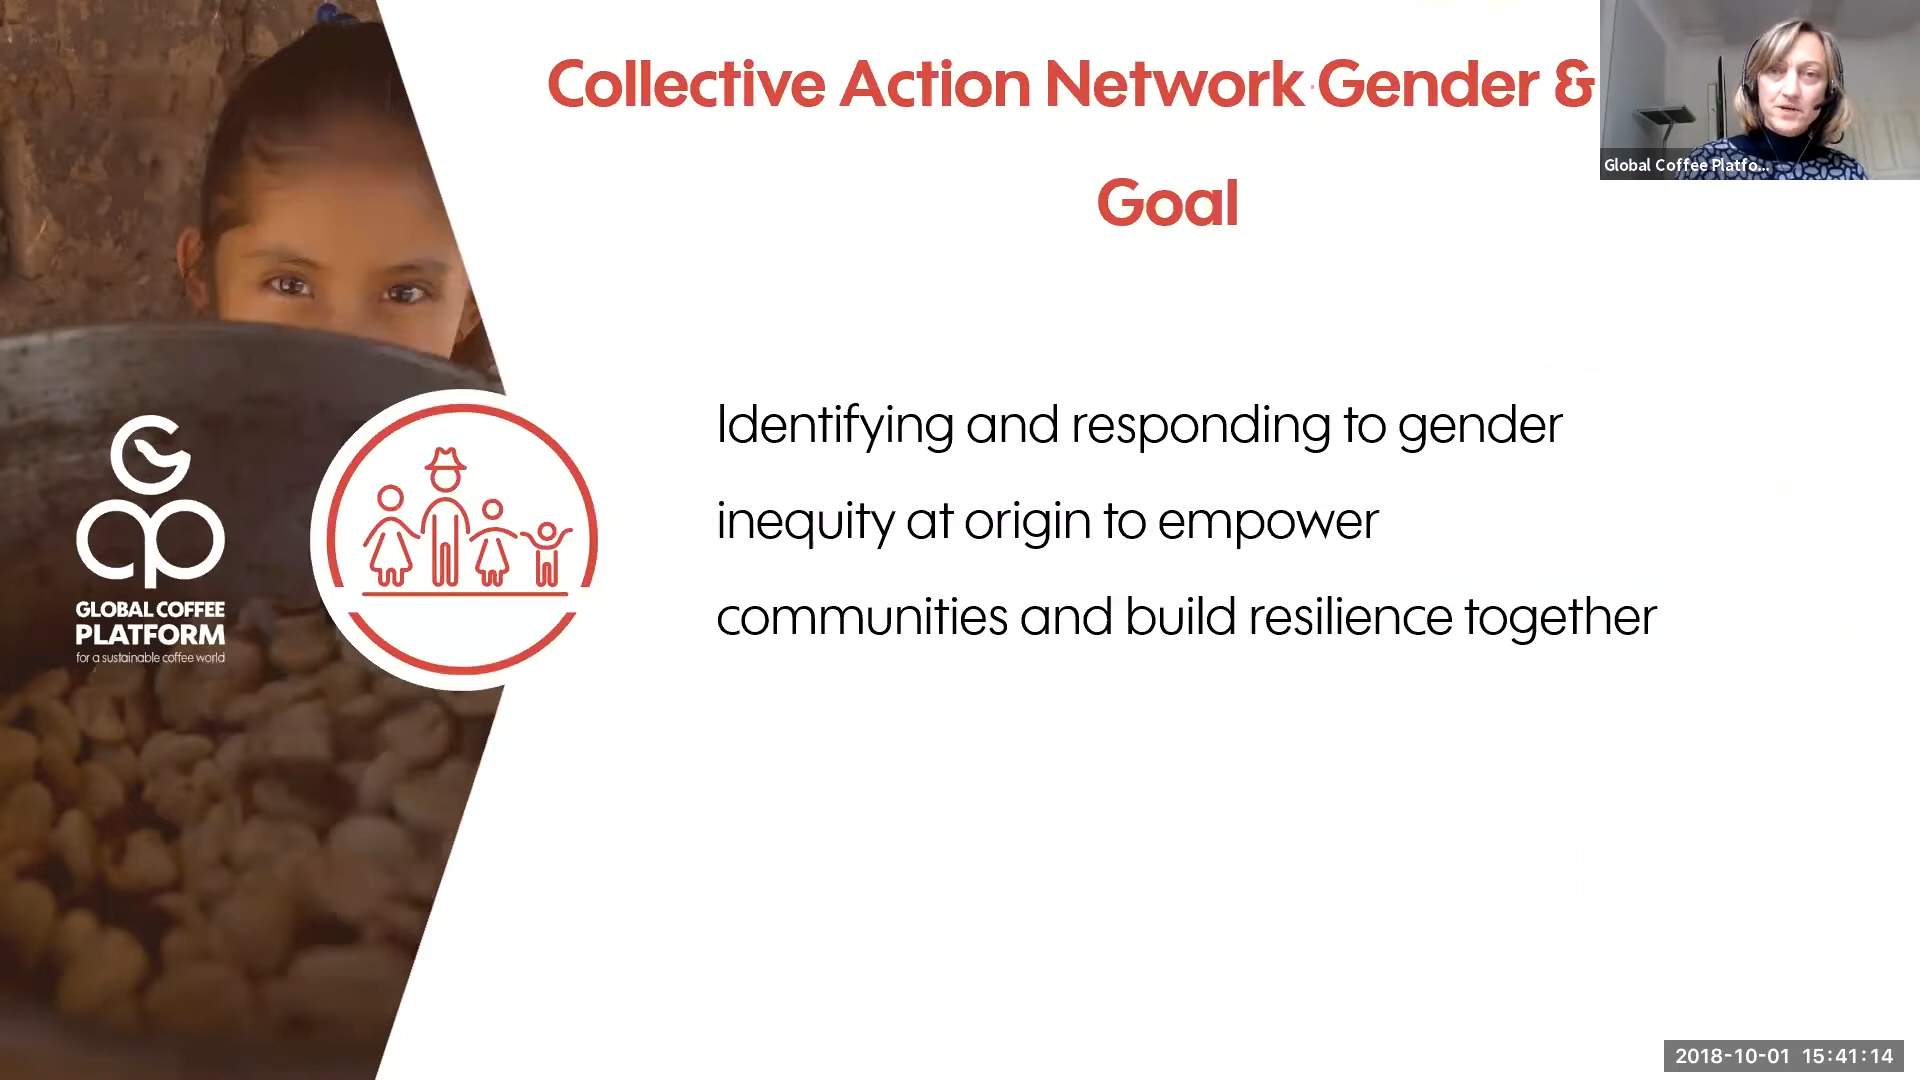 Collective Action Network Gender &
Goal
Global Coffee Platfo...
Identifying and responding to gender
inequity at origin to empower
communities and build resilience together
GLOBAL COFFEE
PLATFORM
for a sustainable coffee world
2018-10-01 15:41:14